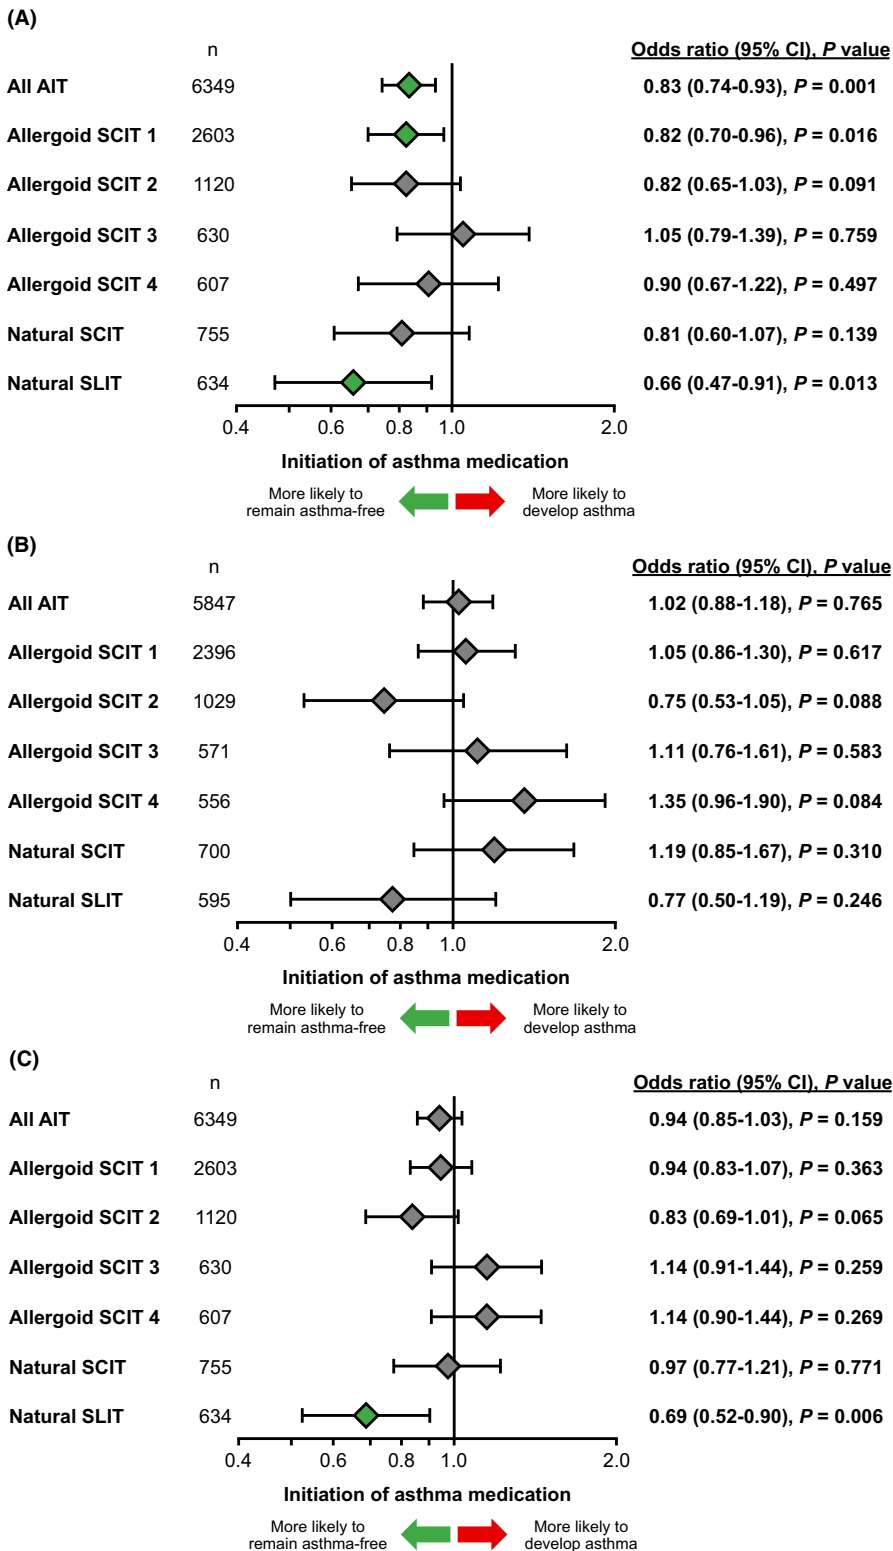 (A)
n Odds ratio (95% CI), P value
All AIT 6349 0.83 (0.74-0.93), P = 0.001
Allergoid SCIT 1 2603 0.82 (0.70-0.96), P = 0.016
Allergoid SCIT 2 1120 0.82 (0.65-1.03), P = 0.091
Allergoid SCIT 3 630 1.05 (0.79-1.39), P = 0.759
Allergoid SCIT 4 607 0.90 (0.67-1.22), P = 0.497
Natural SCIT 755 0.81 (0.60-1.07), P = 0.139
Natural SLIT 634 0.66 (0.47-0.91), P = 0.013
0.4 0.6 0.8 1.0 2.0
Initiation of asthma medication
More likely to More likely to
remain asthma-free develop asthma
(B)
n Odds ratio (95% CI), P value
All AIT 5847 1.02 (0.88-1.18), P = 0.765
Allergoid SCIT 1 2396 1.05 (0.86-1.30), P = 0.617
Allergoid SCIT 2 1029 0.75 (0.53-1.05), P = 0.088
Allergoid SCIT 3 571 1.11 (0.76-1.61), P = 0.583
Allergoid SCIT 4 556 1.35 (0.96-1.90), P = 0.084
Natural SCIT 700 1.19 (0.85-1.67), P = 0.310
Natural SLIT 595 0.77 (0.50-1.19), P = 0.246
0.4 0.6 0.8 1.0 2.0
Initiation of asthma medication
More likely to More likely to
remain asthma-free develop asthma
(C)
n Odds ratio (95% CI), P value
All AIT 6349 0.94 (0.85-1.03), P = 0.159
Allergoid SCIT 1 2603 0.94 (0.83-1.07), P = 0.363
Allergoid SCIT 2 1120 0.83 (0.69-1.01), P = 0.065
Allergoid SCIT 3 630 1.14 (0.91-1.44), P = 0.259
Allergoid SCIT 4 607 1.14 (0.90-1.44), P = 0.269
Natural SCIT 755 0.97 (0.77-1.21), P = 0.771
Natural SLIT 634 0.69 (0.52-0.90), P = 0.006
0.4 0.6 0.8 1.0 2.0
Initiation of asthma medication
More likely to More likely to
remain asthma-free develop asthma